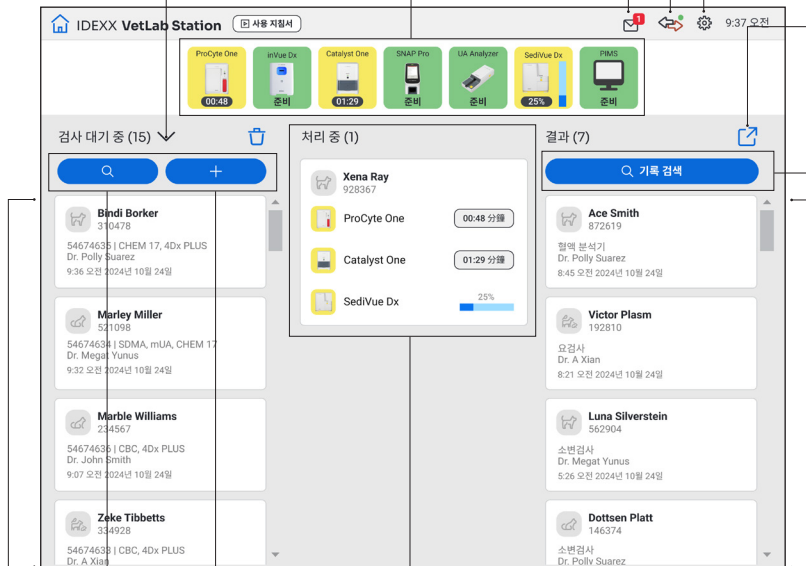 IDEXX VetLab Station
사용 지침서
1
9:37 오전
ProCyte One
00:48
inVue Dx
준비
Catalyst One
01:29
SNAP Pro
준비
UA Analyzer
준비
SediVue Dx
25%
PIMS
준비
검사 대기 중 (15)
Bindi Borker
310478
54674635 | CHEM 17, 4Dx PLUS
Dr. Polly Suarez
9:36 오전 2024년 10월 24일
Marley Miller
521098
54674634 | SDMA, mUA, CHEM 17
Dr. Megat Yunus
9:32 오전 2024년 10월 24일
Marble Williams
234567
54674636 | CBC, 4Dx PLUS
Dr. John Smith
9:07 오전 2024년 10월 24일
Zeke Tibbetts
334928
54674633 | CBC, 4Dx PLUS
Dr. A Xian
처리 중 (1)
Xena Ray
928367
ProCyte One
00:48 分鐘
Catalyst One
01:29 分鐘
SediVue Dx
25%
결과 (7)
기록 검색
Ace Smith
872619
혈액 분석기
Dr. Polly Suarez
8:45 오전 2024년 10월 24일
Victor Plasm
192810
요검사
Dr. A Xian
8:21 오전 2024년 10월 24일
Luna Silverstein
562904
소변검사
Dr. Megat Yunus
5:26 오전 2024년 10월 24일
Dottsen Platt
146374
소변검사
Dr. Polly Suarez